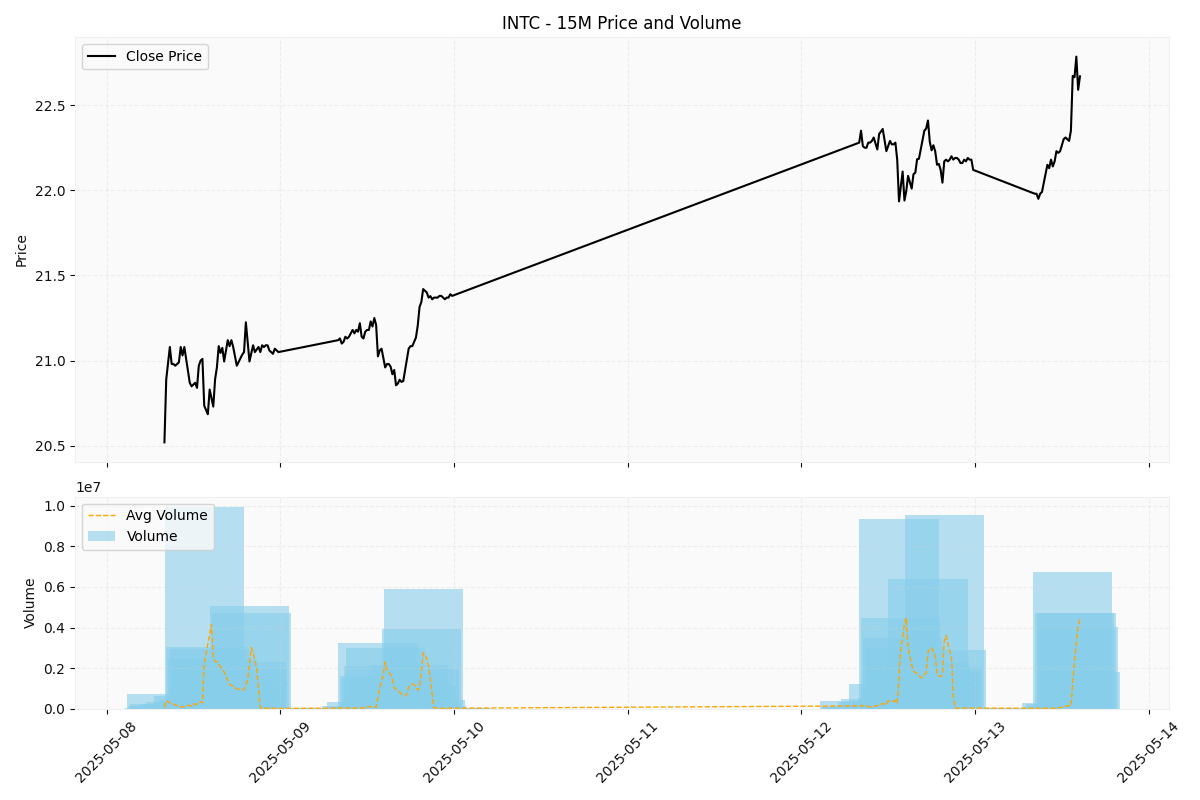 INTC - 15M Price and Volume
Close Price
Price
22.5
22.0
21.5
21.0
20.5
1e7
Avg Volume
Volume
Volume
1.0
0.8
0.6
0.4
0.2
0.0
2025-05-08
2025-05-09
2025-05-10
2025-05-11
2025-05-12
2025-05-13
2025-05-14